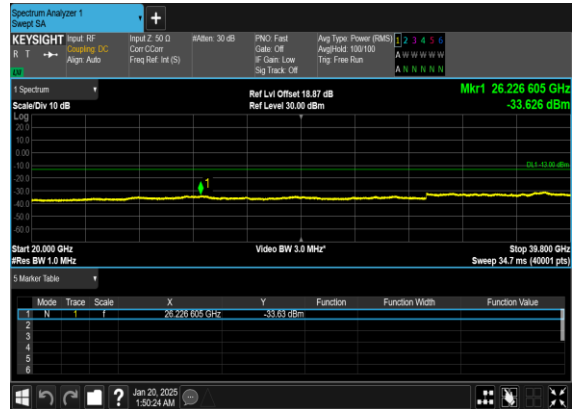 Spectrum Analyzer 1
Swept SA
+
KEYSIGHT Input: RF Input Z: 50 Ω #Atten: 30 dB PNO: Fast Avg Type: Power (RMS) 1 2 3 4 5 6
R T Coupling: DC Corr CCorr Gate: Off Avg|Hold: 100/100 A W W W W W
Align: Auto Freq Ref: Int (S) IF Gain: Low Trig: Free Run
Sig Track: Off A N N N N N
1 Spectrum
Ref Lvl Offset 18.87 dB Mkr1 26.226 605 GHz
Scale/Div 10 dB Ref Level 30.00 dBm -33.626 dBm
Log
20.0
10.0
0.00
-10.0 DL1 -13.00 dBm
-20.0
1
-30.0
-40.0
-50.0
-60.0
Start 20.000 GHz Video BW 3.0 MHz* Stop 39.800 GHz
#Res BW 1.0 MHz Sweep 34.7 ms (40001 pts)
5 Marker Table
Mode Trace Scale X Y Function Function Width Function Value
1 N 1 f 26.226 605 GHz -33.63 dBm
2
3
4
5
6
? Jan 20, 2025
1:50:24 AM